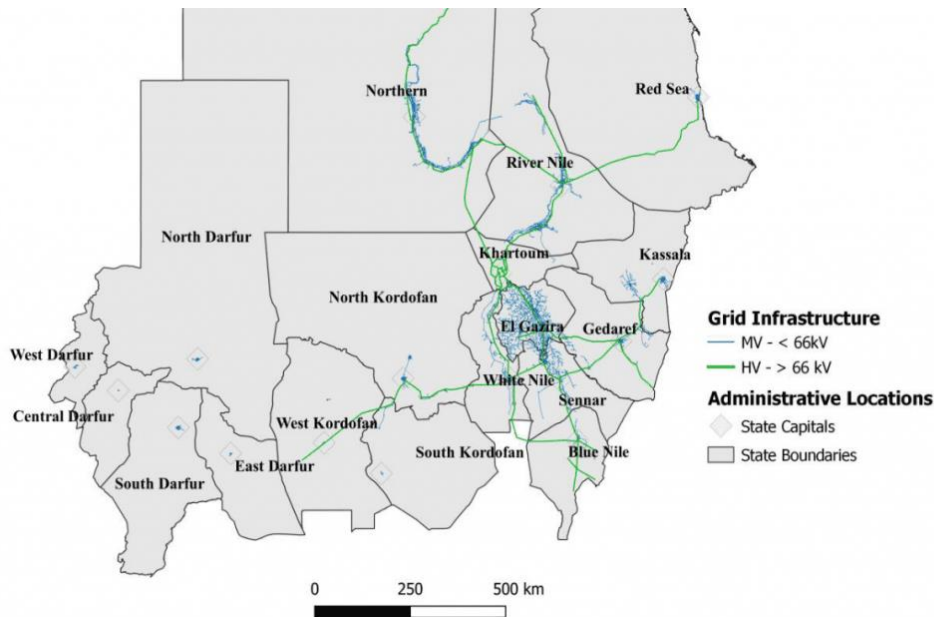 Northern
Red Sea
River Nile
North Darfur
Khartoum
Kassala
North Kordofan
El Gazira
Gedaref
West Darfur
White Nile
Sennar
Central Darfur
West Kordofan
South Kordofan
Blue Nile
East Darfur
South Darfur
Grid Infrastructure
MV - < 66kV
HV - > 66 kV
Administrative Locations
State Capitals
State Boundaries
0 250 500 km